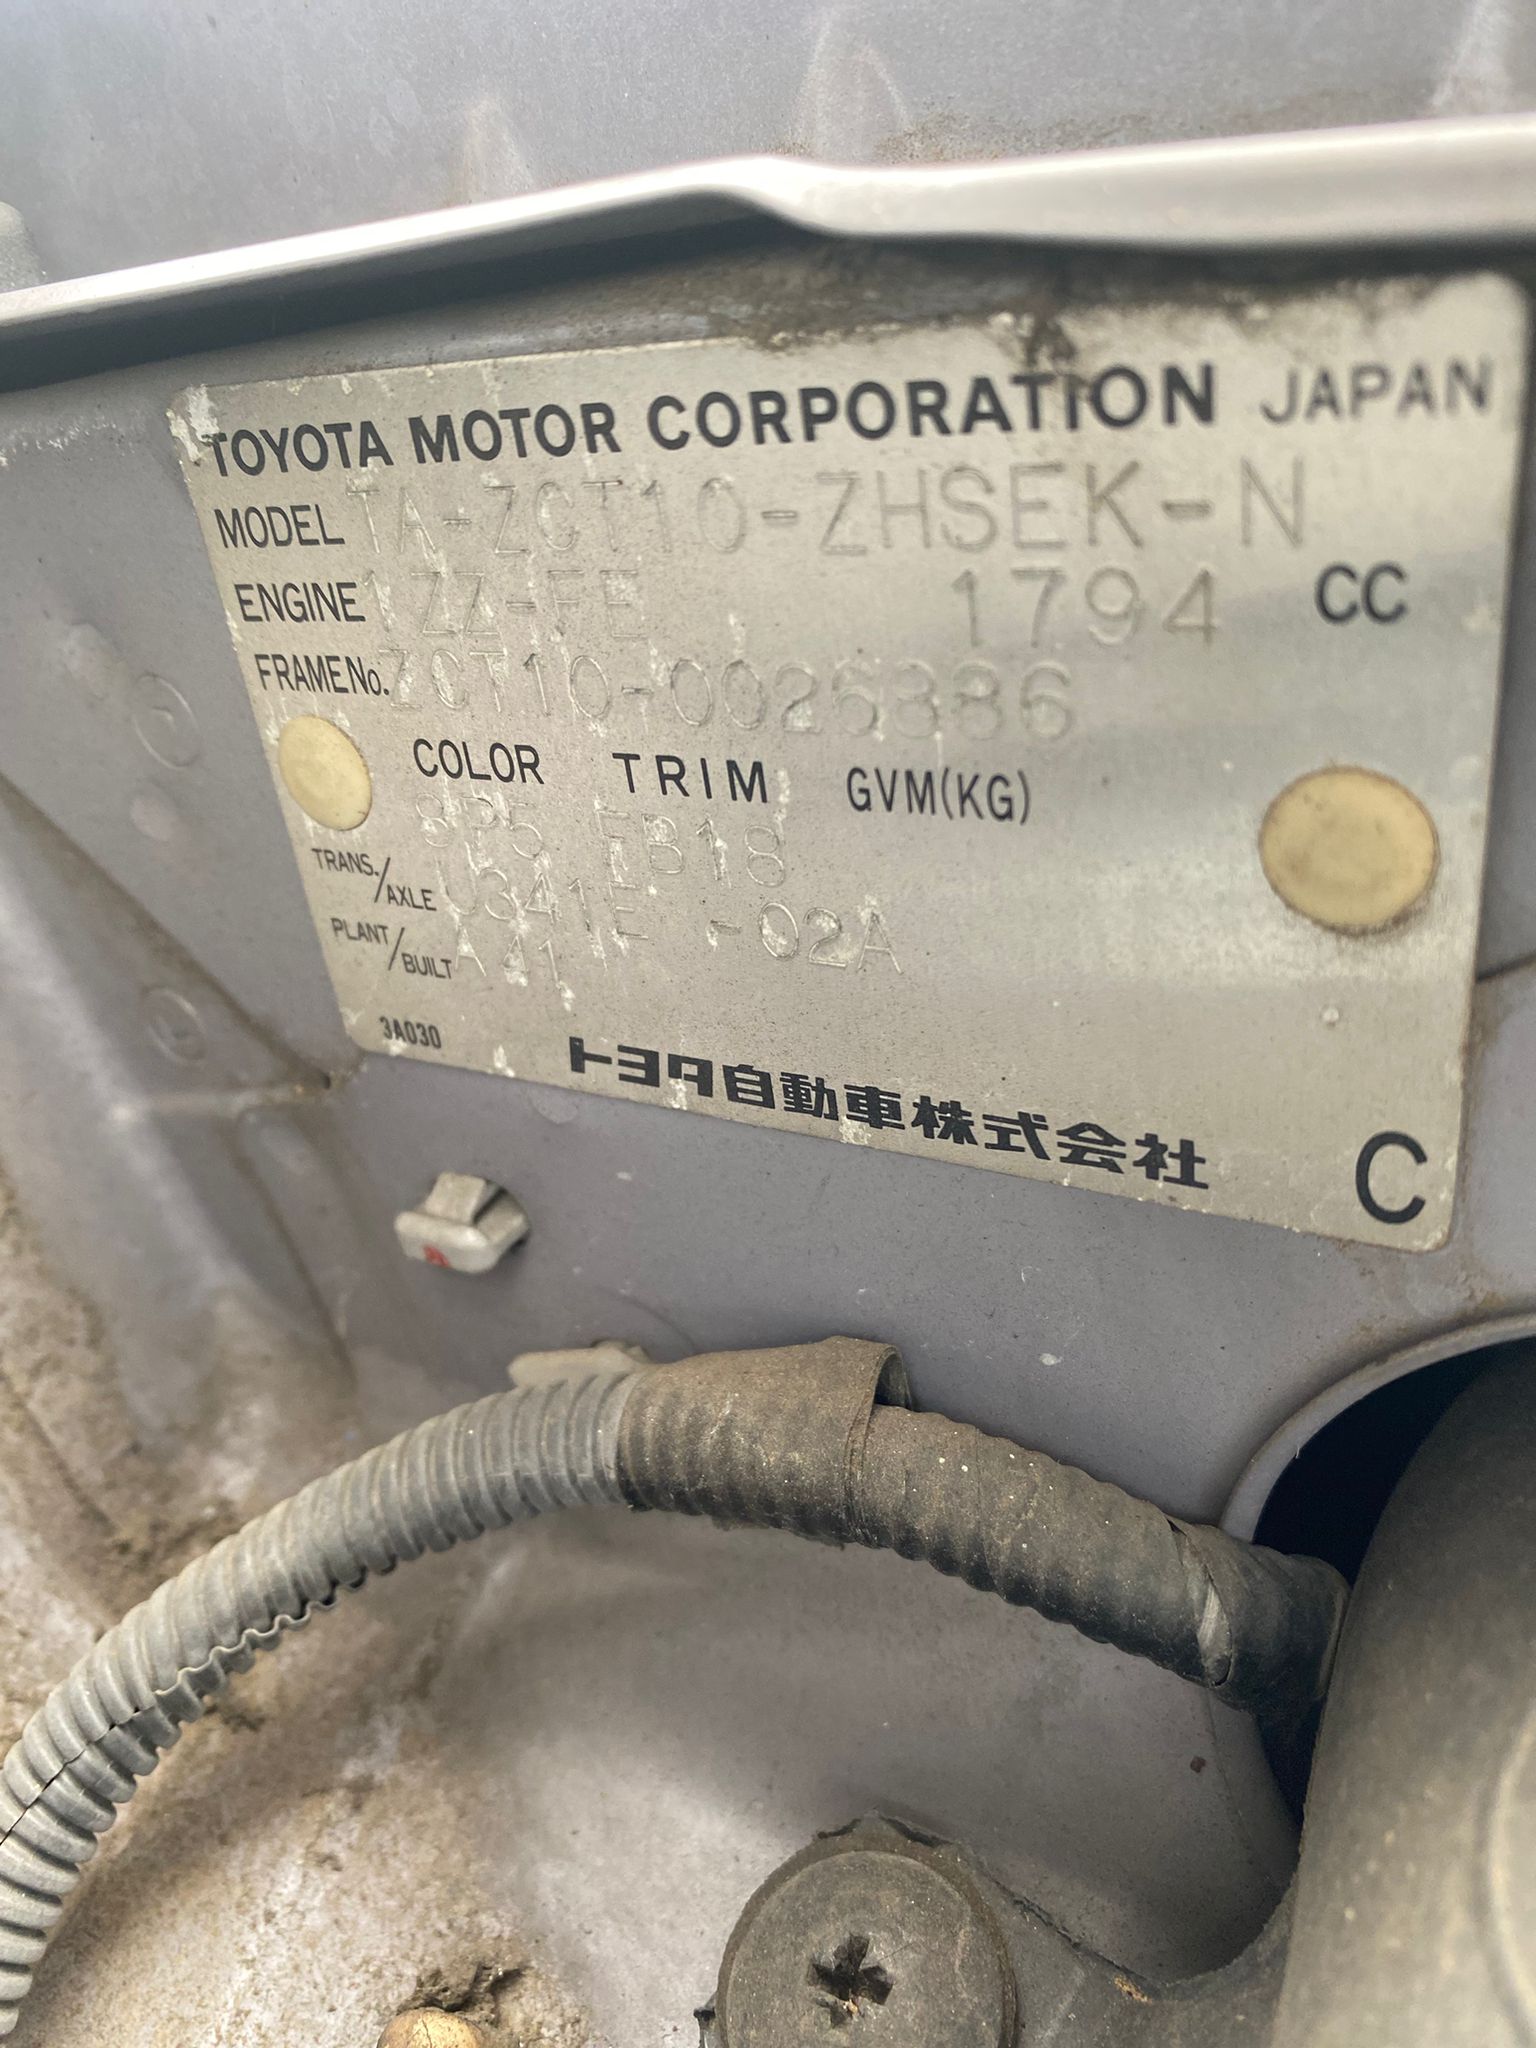 TOYOTA MOTOR CORPORATION JAPAN
MODEL TA-ZCT10-ZHSEK-N
ENGINE 1ZZ-FE 1794 CC
FRAME No. ZCT10-0026886
COLOR TRIM GVM(KG)
8P5 FB18
TRANS./AXLE U341E -02A
PLANT/BUILT A41
3A030
トヨタ自動車株式会社
C